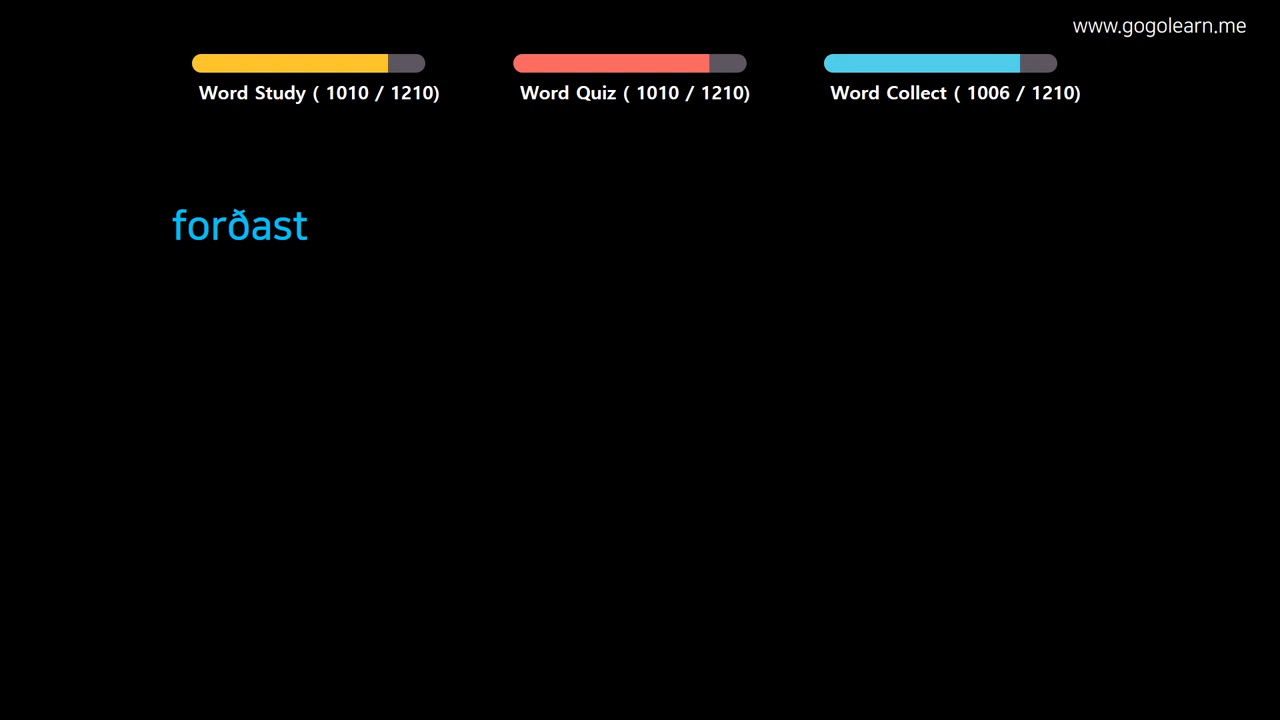 www.gogolearn.me
Word Study ( 1010 / 1210)
Word Quiz ( 1010 / 1210)
Word Collect ( 1006 / 1210)
forðast